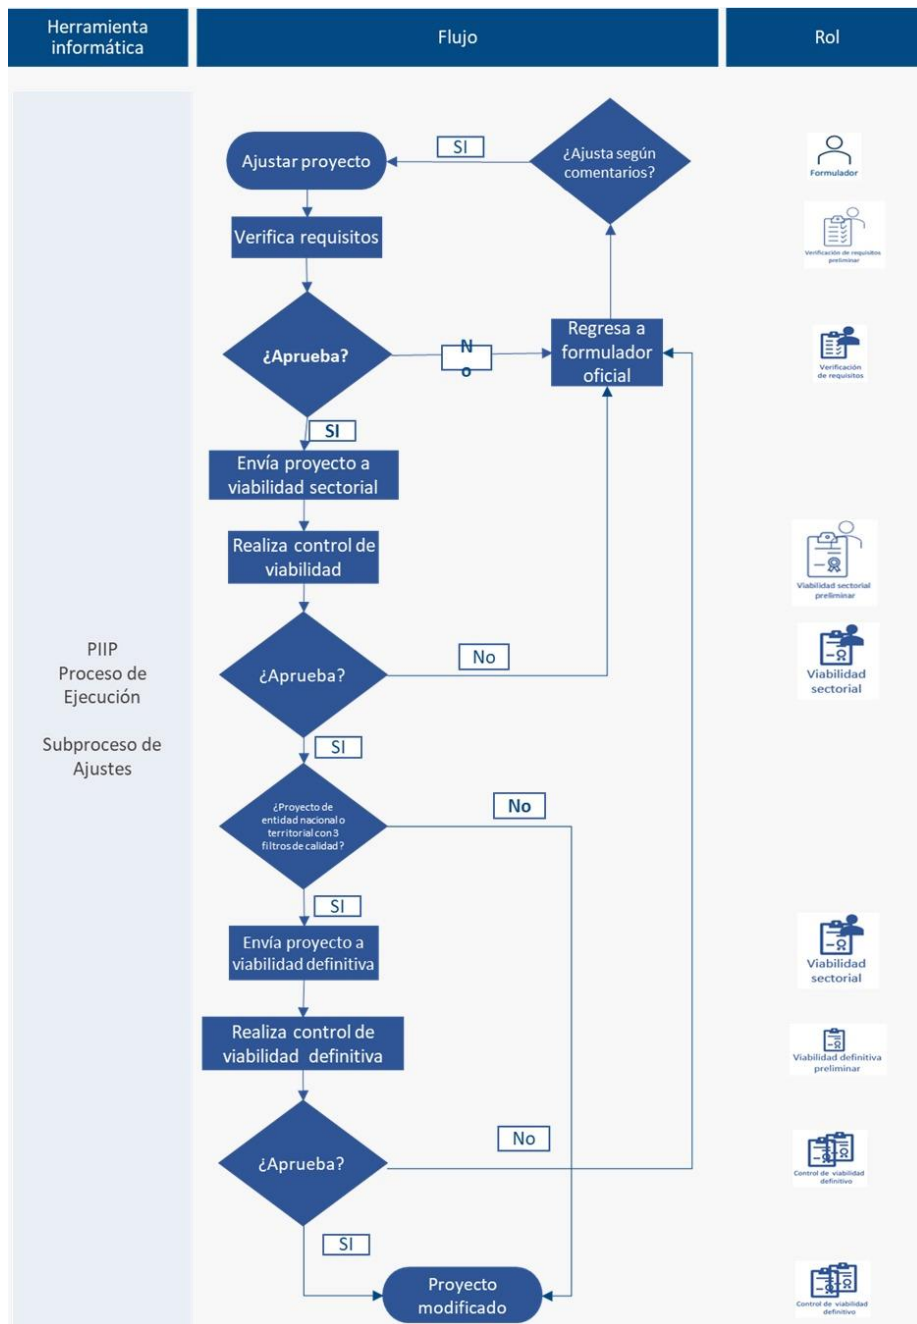 Herramienta
informática
Flujo
Rol
PIIP
Proceso de
Ejecución
Subproceso de
Ajustes
Ajustar proyecto
SI
¿Ajusta según
comentarios?
Verifica requisitos
¿Aprueba?
N
o
Regresa a
formulador
oficial
SI
Envía proyecto a
viabilidad sectorial
Realiza control de
viabilidad
¿Aprueba?
No
SI
¿Proyecto de
entidad nacional o
territorial con 3
filtros de calidad?
No
SI
Envía proyecto a
viabilidad definitiva
Realiza control de
viabilidad definitiva
¿Aprueba?
No
SI
Proyecto
modificado
Formulador
Verificación de requisitos
preliminar
Verificación
de requisitos
Viabilidad sectorial
preliminar
Viabilidad
sectorial
Viabilidad
sectorial
Viabilidad definitiva
preliminar
Control de viabilidad
definitivo
Control de viabilidad
definitivo